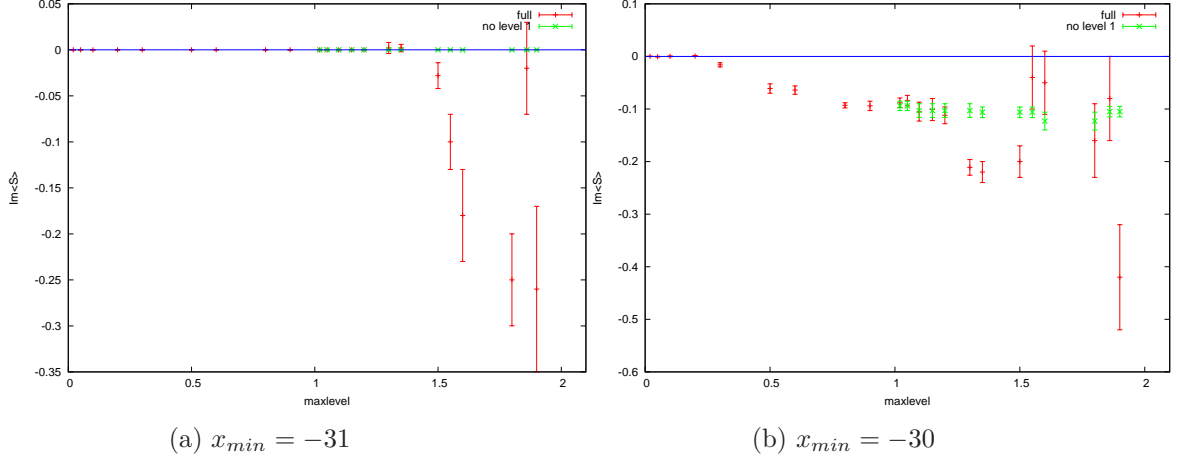 0.05
0
-0.05
-0.1
-0.15
-0.2
-0.25
-0.3
-0.35
0
0.5
1
1.5
2
Im<S>
maxlevel
full
no level 1
(a) x_min = −31
0.1
0
-0.1
-0.2
-0.3
-0.4
-0.5
-0.6
0
0.5
1
1.5
2
Im<S>
maxlevel
full
no level 1
(b) x_min = −30